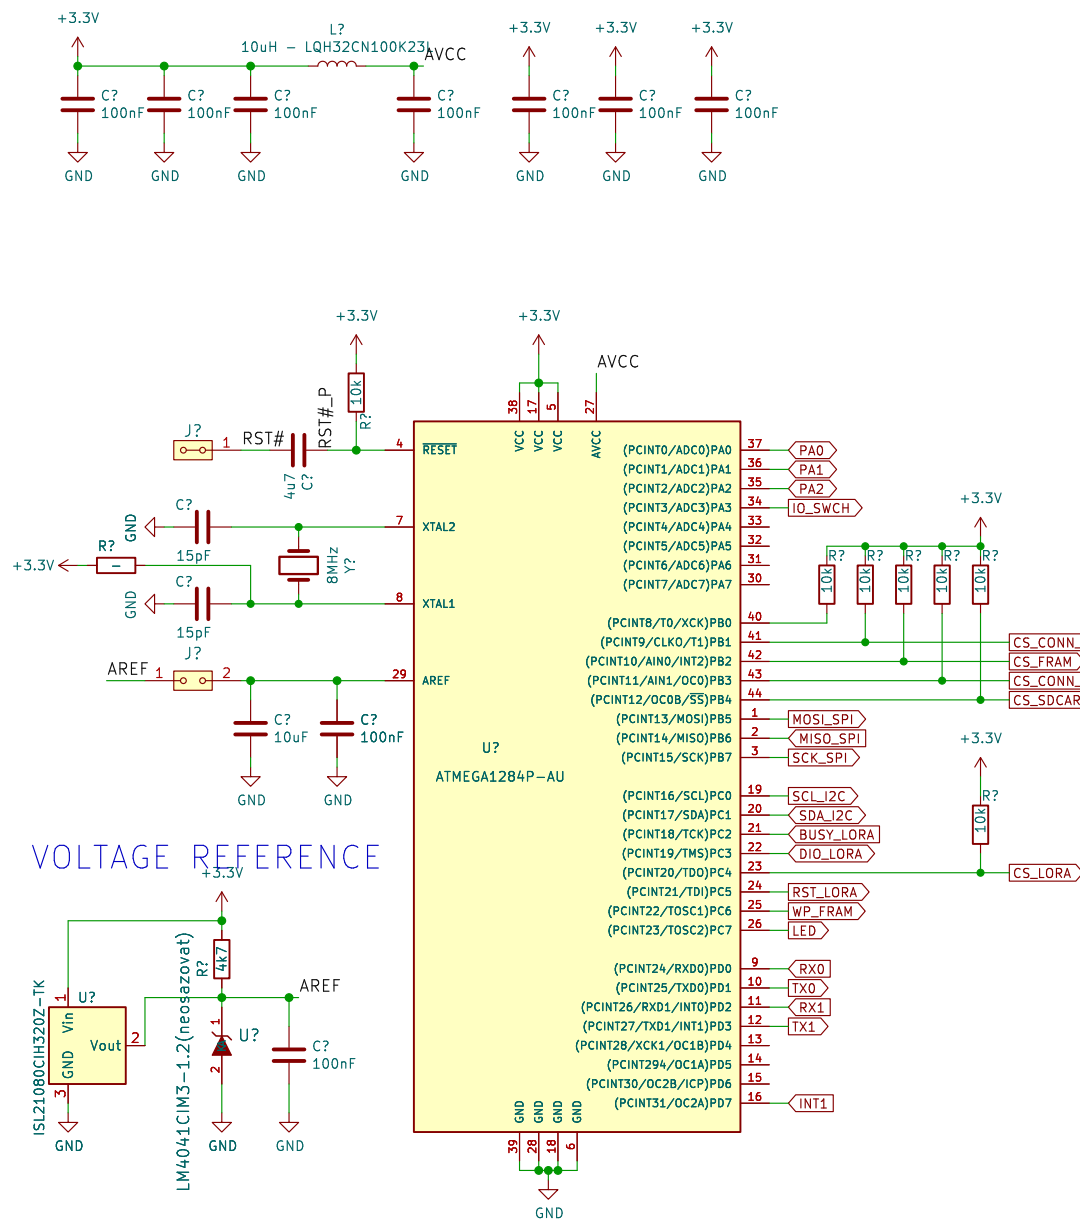 +3.3V
L?
10uH – LQH32CN100K23L
AVCC
+3.3V
+3.3V
+3.3V
C?
100nF
C?
100nF
C?
100nF
C?
100nF
C?
100nF
C?
100nF
C?
100nF
GND
GND
GND
GND
GND
GND
GND
+3.3V
10k
R?
RST#_P
+3.3V
AVCC
38
17
5
27
VCC
VCC
VCC
AVCC
J?
1
RST#
4u7
C?
4
RESET
GND
C?
15pF
7
XTAL2
+3.3V
R?
–
8MHz
Y?
GND
C?
15pF
8
XTAL1
AREF
1
J?
2
29
AREF
C?
10uF
C?
100nF
GND
GND
U?
ATMEGA1284P-AU
(PCINT0/ADC0)PA0
37
PA0
(PCINT1/ADC1)PA1
36
PA1
(PCINT2/ADC2)PA2
35
PA2
(PCINT3/ADC3)PA3
34
IO_SWCH
(PCINT4/ADC4)PA4
33
(PCINT5/ADC5)PA5
32
(PCINT6/ADC6)PA6
31
(PCINT7/ADC7)PA7
30
+3.3V
R?
R?
R?
R?
R?
10k
10k
10k
10k
10k
(PCINT8/T0/XCK)PB0
40
(PCINT9/CLKO/T1)PB1
41
CS_CONN_
(PCINT10/AIN0/INT2)PB2
42
CS_FRAM
(PCINT11/AIN1/OC0)PB3
43
CS_CONN_
(PCINT12/OC0B/SS)PB4
44
CS_SDCAR
(PCINT13/MOSI)PB5
1
MOSI_SPI
(PCINT14/MISO)PB6
2
MISO_SPI
(PCINT15/SCK)PB7
3
SCK_SPI
+3.3V
R?
10k
(PCINT16/SCL)PC0
19
SCL_I2C
(PCINT17/SDA)PC1
20
SDA_I2C
(PCINT18/TCK)PC2
21
BUSY_LORA
(PCINT19/TMS)PC3
22
DIO_LORA
(PCINT20/TDO)PC4
23
CS_LORA
(PCINT21/TDI)PC5
24
RST_LORA
(PCINT22/TOSC1)PC6
25
WP_FRAM
(PCINT23/TOSC2)PC7
26
LED
(PCINT24/RXD0)PD0
9
RX0
(PCINT25/TXD0)PD1
10
TX0
(PCINT26/RXD1/INT0)PD2
11
RX1
(PCINT27/TXD1/INT1)PD3
12
TX1
(PCINT28/XCK1/OC1B)PD4
13
(PCINT294/OC1A)PD5
14
(PCINT30/OC2B/ICP)PD6
15
(PCINT31/OC2A)PD7
16
INT1
GND
GND
GND
GND
39
28
18
6
GND
VOLTAGE REFERENCE
+3.3V
R?
4k7
AREF
ISL21080CIH320Z-TK
1
U?
Vin
Vout
2
GND
3
GND
LM4041CIM3-1.2(neosazovat)
1
U?
2
GND
C?
100nF
GND